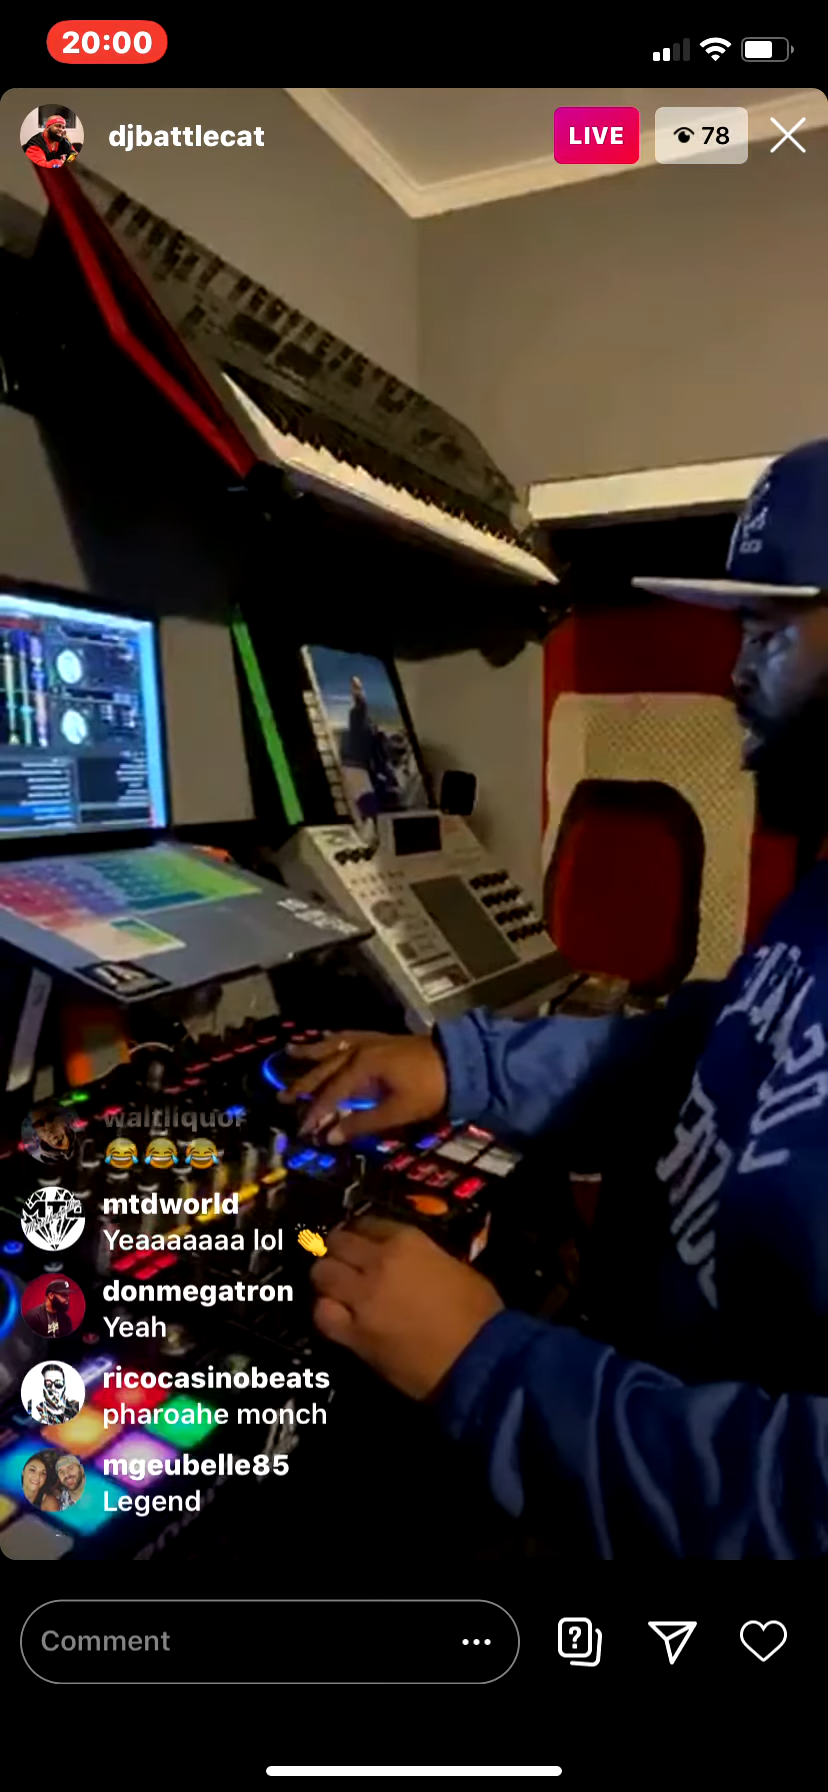 20:00
djbattlecat
LIVE
78
waltliquor
😂😂😂
mtdworld
Yeaaaaaaa lol 👏
donmegatron
Yeah
ricocasinobeats
pharoahe monch
mgeubelle85
Legend
Comment